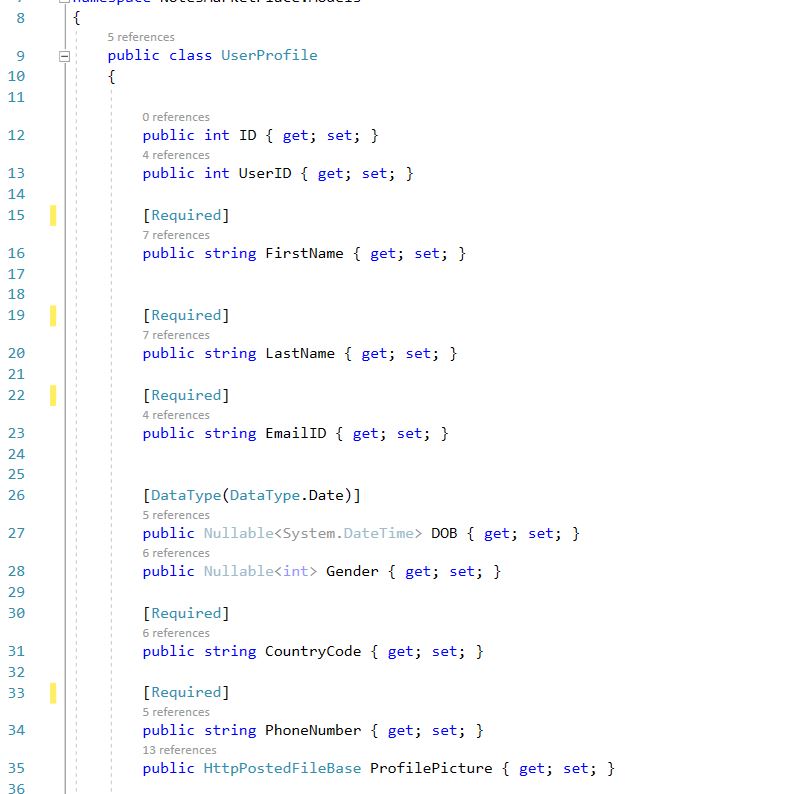 namespace NotesMarketPlace.Models
8 {
5 references
9 public class UserProfile
10 {
11
0 references
12 public int ID { get; set; }
4 references
13 public int UserID { get; set; }
14
15 [Required]
7 references
16 public string FirstName { get; set; }
17
18
19 [Required]
7 references
20 public string LastName { get; set; }
21
22 [Required]
4 references
23 public string EmailID { get; set; }
24
25
26 [DataType(DataType.Date)]
5 references
27 public Nullable<System.DateTime> DOB { get; set; }
6 references
28 public Nullable<int> Gender { get; set; }
29
30 [Required]
6 references
31 public string CountryCode { get; set; }
32
33 [Required]
5 references
34 public string PhoneNumber { get; set; }
13 references
35 public HttpPostedFileBase ProfilePicture { get; set; }
36